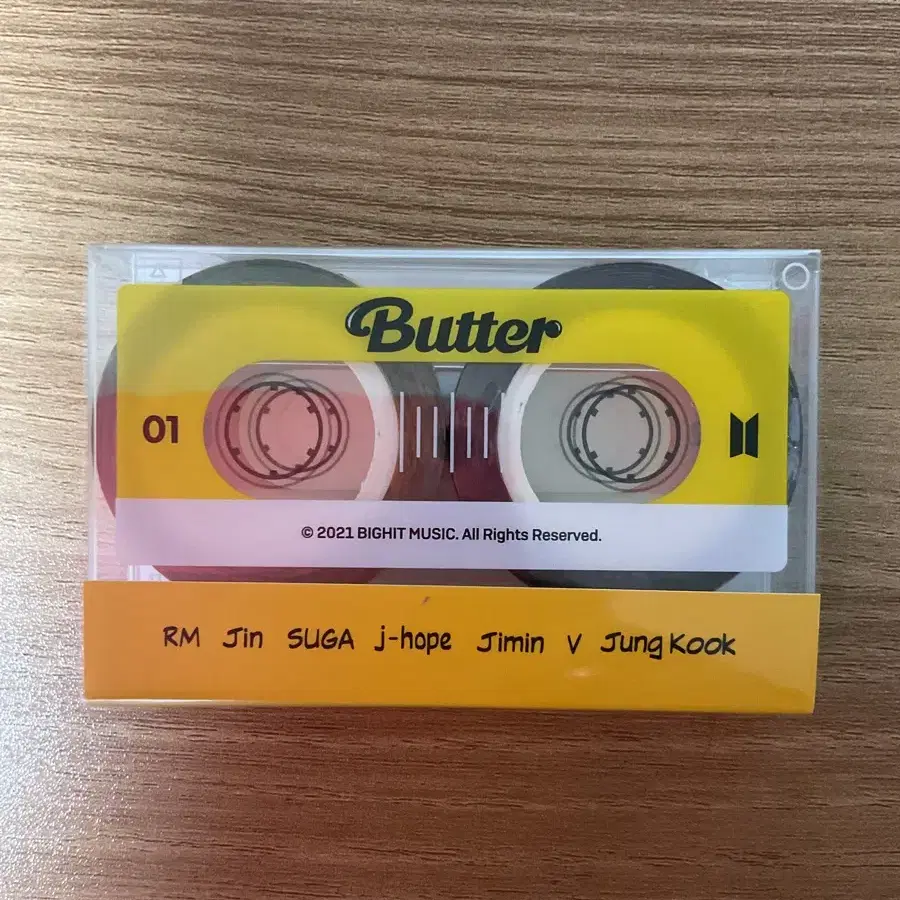 Butter
01
© 2021 BIGHIT MUSIC. All Rights Reserved.
RM Jin SUGA j-hope Jimin V Jung Kook